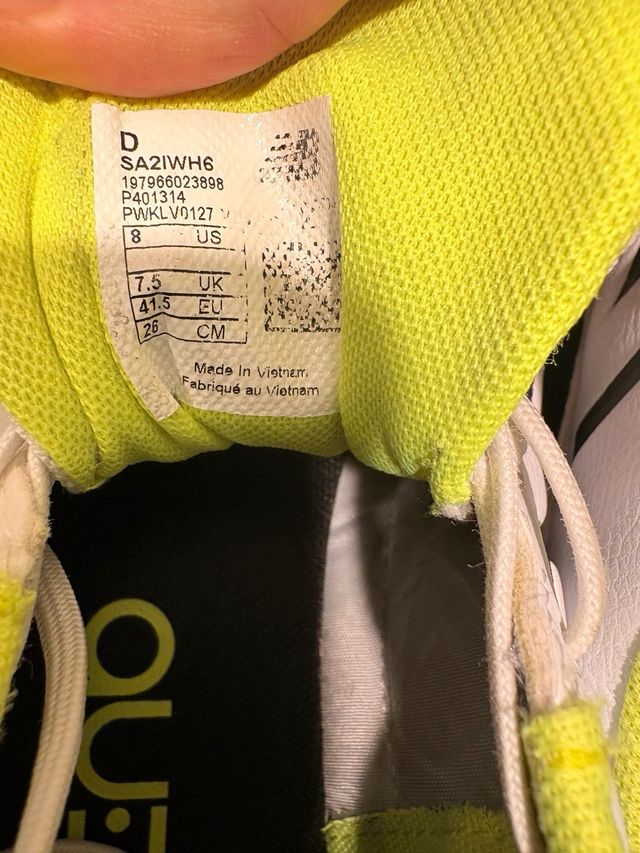 D
SA2IWH6
197966023898
P401314
PWKLV0127
8 US
7.5 UK
41.5 EU
26 CM
Made In Vietnam
Fabriqué au Vietnam